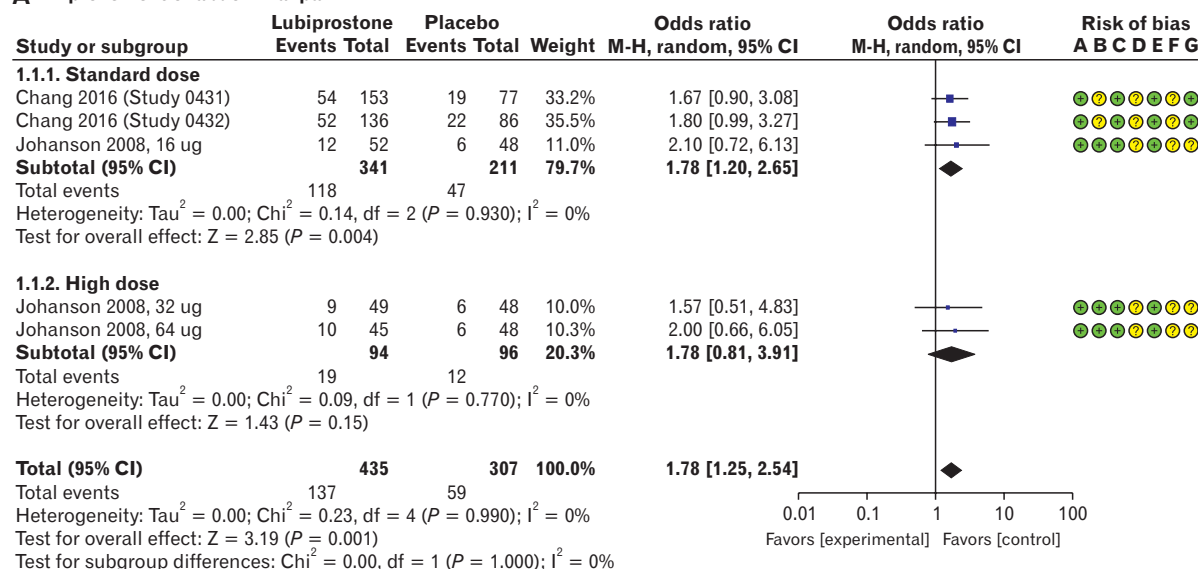 Lubiprostone Placebo Odds ratio Odds ratio Risk of bias
Study or subgroup Events Total Events Total Weight M-H, random, 95% CI M-H, random, 95% CI A B C D E F G
1.1.1. Standard dose
Chang 2016 (Study 0431) 54 153 19 77 33.2% 1.67 [0.90, 3.08] + ? + ? + ? +
Chang 2016 (Study 0432) 52 136 22 86 35.5% 1.80 [0.99, 3.27] + ? + ? + ? +
Johanson 2008, 16 ug 12 52 6 48 11.0% 2.10 [0.72, 6.13] + + + ? + ? ?
Subtotal (95% CI) 341 211 79.7% 1.78 [1.20, 2.65]
Total events 118 47
Heterogeneity: Tau² = 0.00; Chi² = 0.14, df = 2 (P = 0.930); I² = 0%
Test for overall effect: Z = 2.85 (P = 0.004)
1.1.2. High dose
Johanson 2008, 32 ug 9 49 6 48 10.0% 1.57 [0.51, 4.83] + + + ? + ? ?
Johanson 2008, 64 ug 10 45 6 48 10.3% 2.00 [0.66, 6.05] + + + ? + ? ?
Subtotal (95% CI) 94 96 20.3% 1.78 [0.81, 3.91]
Total events 19 12
Heterogeneity: Tau² = 0.00; Chi² = 0.09, df = 1 (P = 0.770); I² = 0%
Test for overall effect: Z = 1.43 (P = 0.15)
Total (95% CI) 435 307 100.0% 1.78 [1.25, 2.54]
Total events 137 59
Heterogeneity: Tau² = 0.00; Chi² = 0.23, df = 4 (P = 0.990); I² = 0%
Test for overall effect: Z = 3.19 (P = 0.001)
Test for subgroup differences: Chi² = 0.00, df = 1 (P = 1.000); I² = 0%
0.01 0.1 1 10 100
Favors [experimental] Favors [control]